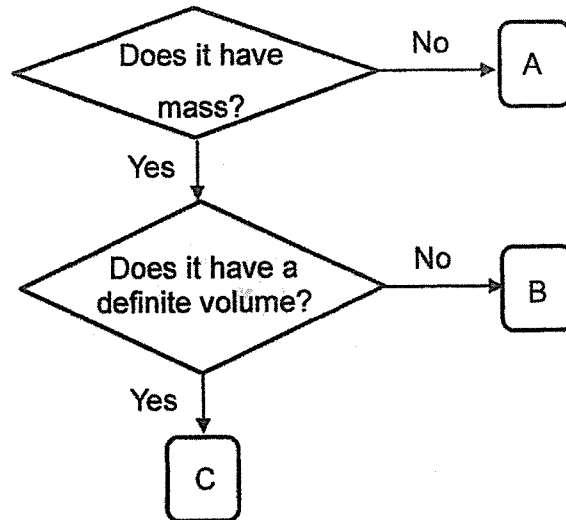 Does it have
mass?
No
A
Yes
Does it have a
definite volume?
No
B
Yes
C